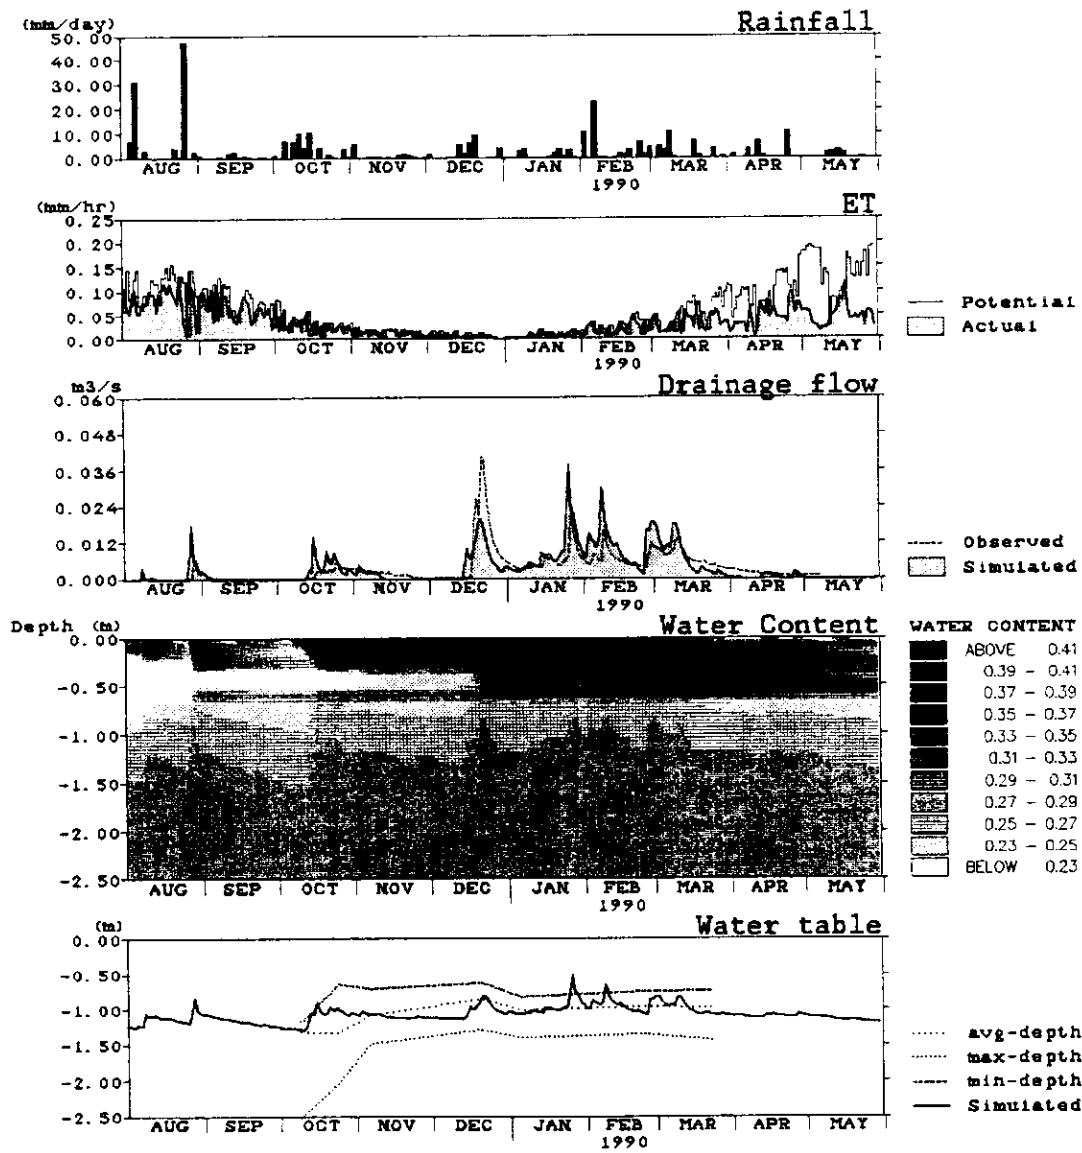 (mm/day) Rainfall
50.00
40.00
30.00
20.00
10.00
0.00
AUG SEP OCT NOV DEC JAN FEB MAR APR MAY
1990
(mm/hr) ET
0.25
0.20
0.15
0.10
0.05
0.00
Potential
Actual
AUG SEP OCT NOV DEC JAN FEB MAR APR MAY
1990
m3/s Drainage flow
0.060
0.048
0.036
0.024
0.012
0.000
Observed
Simulated
AUG SEP OCT NOV DEC JAN FEB MAR APR MAY
1990
Depth (m) Water Content
0.00
-0.50
-1.00
-1.50
-2.00
-2.50
AUG SEP OCT NOV DEC JAN FEB MAR APR MAY
1990
WATER CONTENT
ABOVE 0.41
0.39 - 0.41
0.37 - 0.39
0.35 - 0.37
0.33 - 0.35
0.31 - 0.33
0.29 - 0.31
0.27 - 0.29
0.25 - 0.27
0.23 - 0.25
BELOW 0.23
(m) Water table
0.00
-0.50
-1.00
-1.50
-2.00
-2.50
avg-depth
max-depth
min-depth
Simulated
AUG SEP OCT NOV DEC JAN FEB MAR APR MAY
1990